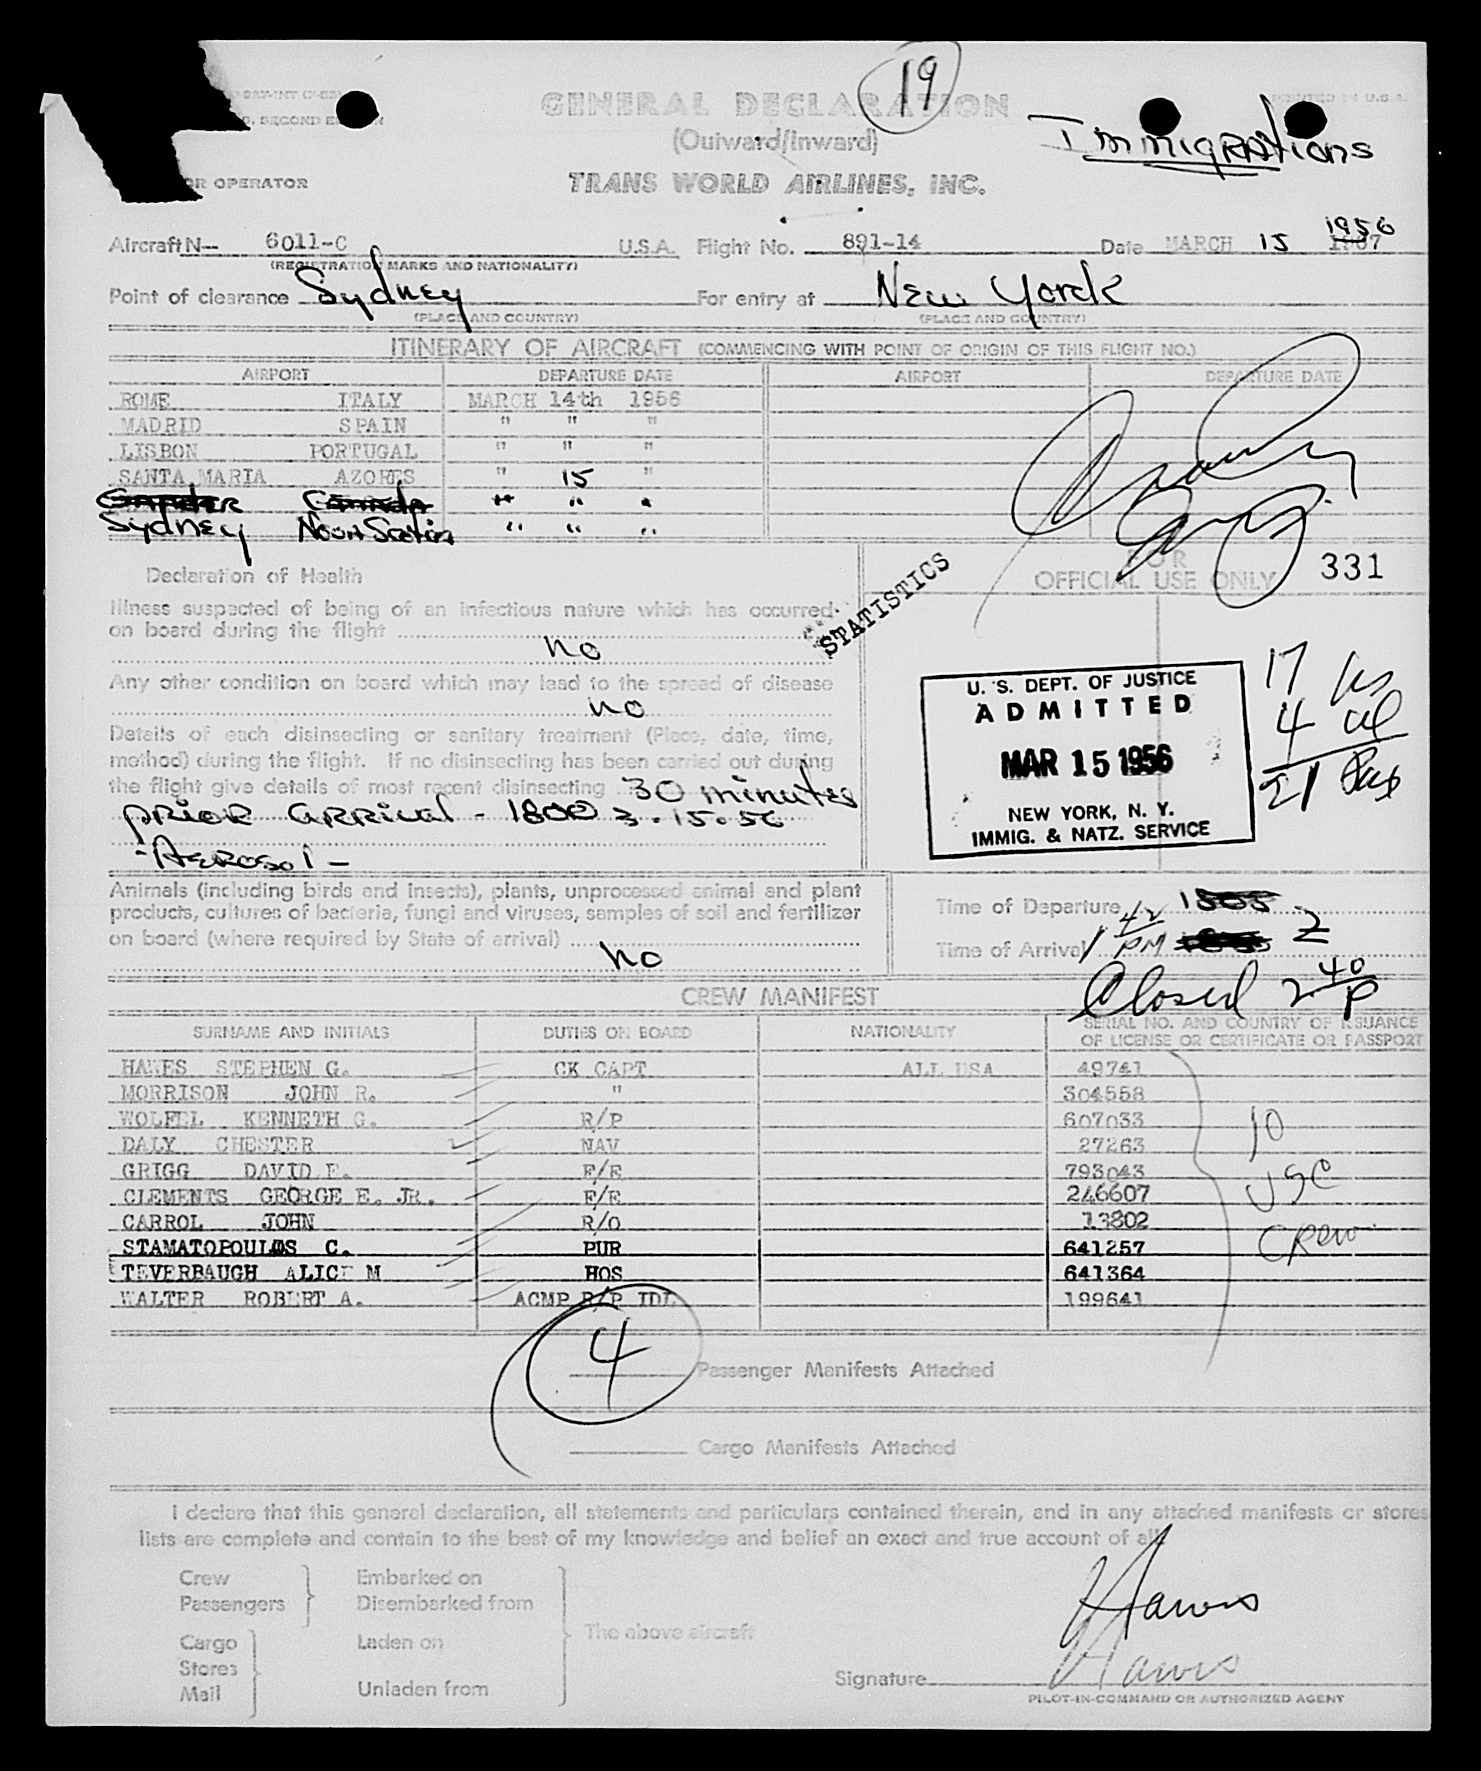 19
GENERAL DECLARATION
(Outward/Inward)
Immigrations
OR OPERATOR
TRANS WORLD AIRLINES, INC.
Aircraft N— 6011-C U.S.A. Flight No. 891-14 Date MARCH 15 1956 1957
(REGISTRATION MARKS AND NATIONALITY)
Point of clearance Sydney For entry at New York
(PLACE AND COUNTRY) (PLACE AND COUNTRY)
ITINERARY OF AIRCRAFT (COMMENCING WITH POINT OF ORIGIN OF THIS FLIGHT NO.)
AIRPORT DEPARTURE DATE AIRPORT DEPARTURE DATE
ROME ITALY MARCH 14th 1956
MADRID SPAIN " " "
LISBON PORTUGAL " " "
SANTA MARIA AZORES " 15 "
Gander Canada " " "
Sydney Nova Scotia " " "
Declaration of Health
FOR
OFFICIAL USE ONLY 331
Illness suspected of being of an infectious nature which has occurred
on board during the flight
no
STATISTICS
Any other condition on board which may lead to the spread of disease
no
Details of each disinsecting or sanitary treatment (Place, date, time,
method) during the flight. If no disinsecting has been carried out during
the flight give details of most recent disinsecting 30 minutes
prior arrival - 1800 3.15.56
- Aerosol -
U. S. DEPT. OF JUSTICE
ADMITTED
MAR 15 1956
NEW YORK, N. Y.
IMMIG. & NATZ. SERVICE
17 us
4 al
21 Pax
Animals (including birds and insects), plants, unprocessed animal and plant
products, cultures of bacteria, fungi and viruses, samples of soil and fertilizer
on board (where required by State of arrival)
no
Time of Departure 1805 Z
Time of Arrival 1 42 PM
Closed 2 40 P
CREW MANIFEST
SURNAME AND INITIALS DUTIES ON BOARD NATIONALITY SERIAL NO. AND COUNTRY OF ISSUANCE
OF LICENSE OR CERTIFICATE OR PASSPORT
HAWES STEPHEN G. CK CAPT ALL USA 49741
MORRISON JOHN R. " 304558
WOLFEL KENNETH G. R/P 607033
DALY CHESTER NAV 27263
GRIGG DAVID E. F/E 793043
CLEMENTS GEORGE E. JR. F/E 246607
CARROL JOHN R/O 13802
STAMATOPOULOS C. PUR 641257
TEVERBAUGH ALICE M HOS 641364
WALTER ROBERT A. ACMP R/P IDL 199641
10
USC
Crew
4 Passenger Manifests Attached
Cargo Manifests Attached
I declare that this general declaration, all statements and particulars contained therein, and in any attached manifests or stores
lists are complete and contain to the best of my knowledge and belief an exact and true account of all
Crew Embarked on
Passengers Disembarked from
The above aircraft
Cargo Laden on
Stores
Mail Unladen from
Hawes
Hawes
Signature
PILOT-IN-COMMAND OR AUTHORIZED AGENT